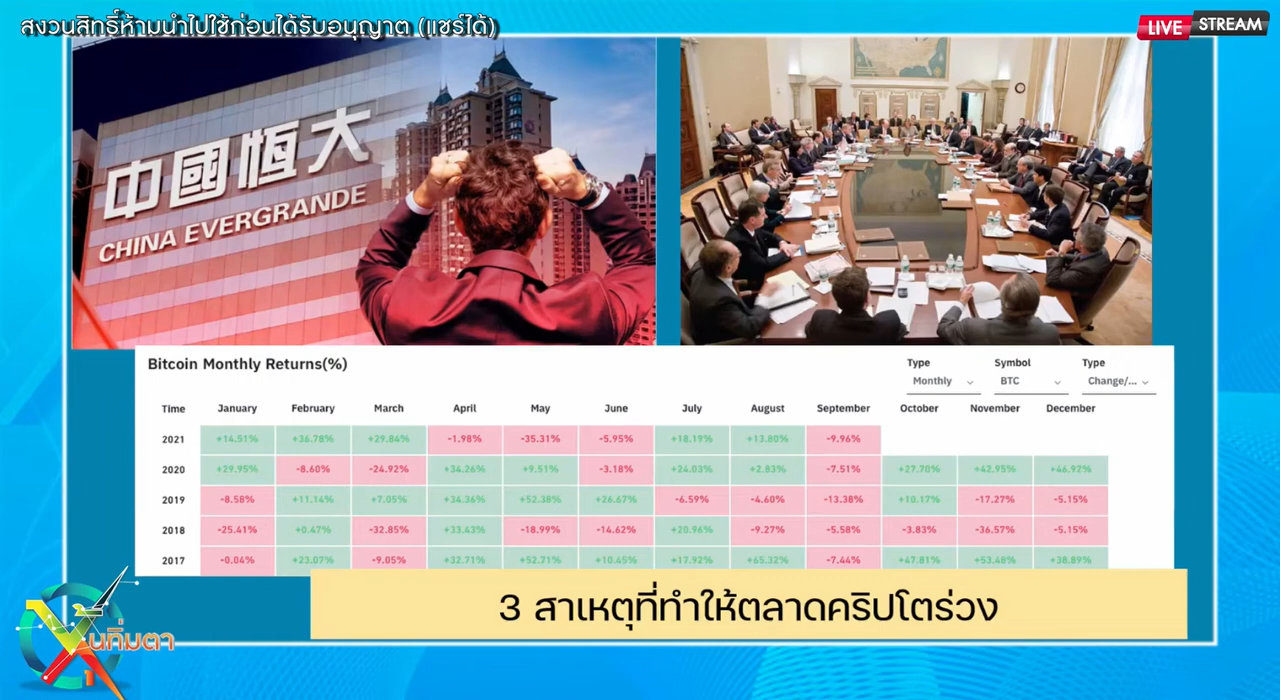 สงวนสิทธิ์ห้ามนำไปใช้ก่อนได้รับอนุญาต (แชร์ได้)
LIVE STREAM
中國恒大
CHINA EVERGRANDE
Bitcoin Monthly Returns(%)
Type Symbol Type
Monthly BTC Change/...
Time January February March April May June July August September October November December
2021 +14.51% +36.78% +29.84% -1.98% -35.31% -5.95% +18.19% +13.80% -9.96%
2020 +29.95% -8.60% -24.92% +34.26% +9.51% -3.18% +24.03% +2.83% -7.51% +27.70% +42.95% +46.92%
2019 -8.58% +11.14% +7.05% +34.36% +52.38% +26.67% -6.59% -4.60% -13.38% +10.17% -17.27% -5.15%
2018 -25.41% +0.47% -32.85% +33.43% -18.99% -14.62% +20.96% -9.27% -5.58% -3.83% -36.57% -5.15%
2017 -0.04% +23.07% -9.05% +32.71% +52.71% +10.45% +17.92% +65.32% -7.44% +47.81% +53.48% +38.89%
3 สาเหตุที่ทำให้ตลาดคริปโตร่วง